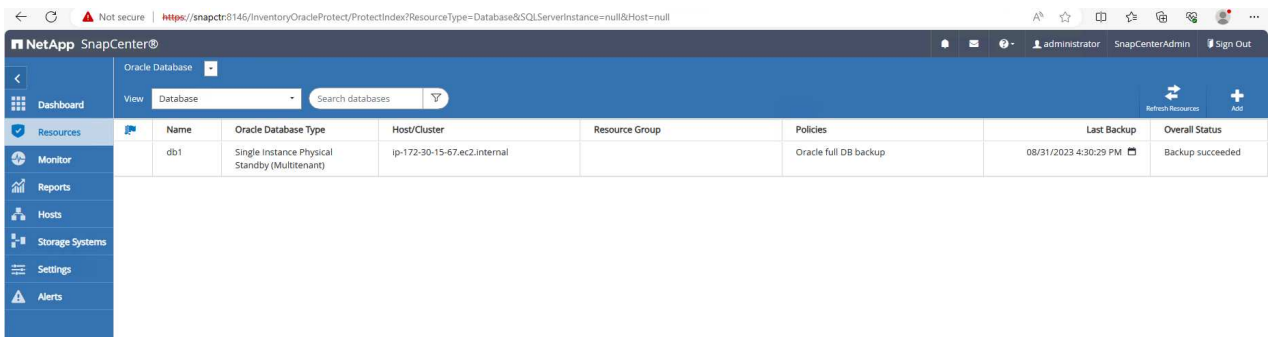 Not secure | https://snapctr:8146/InventoryOracleProtect/ProtectIndex?ResourceType=Database&SQLServerInstance=null&Host=null
NetApp SnapCenter® administrator SnapCenterAdmin Sign Out
Oracle Database
View Database Search databases Refresh Resources Add
Dashboard
Resources
Monitor
Reports
Hosts
Storage Systems
Settings
Alerts
Name Oracle Database Type Host/Cluster Resource Group Policies Last Backup Overall Status
db1 Single Instance Physical ip-172-30-15-67.ec2.internal Oracle full DB backup 08/31/2023 4:30:29 PM Backup succeeded
Standby (Multitenant)